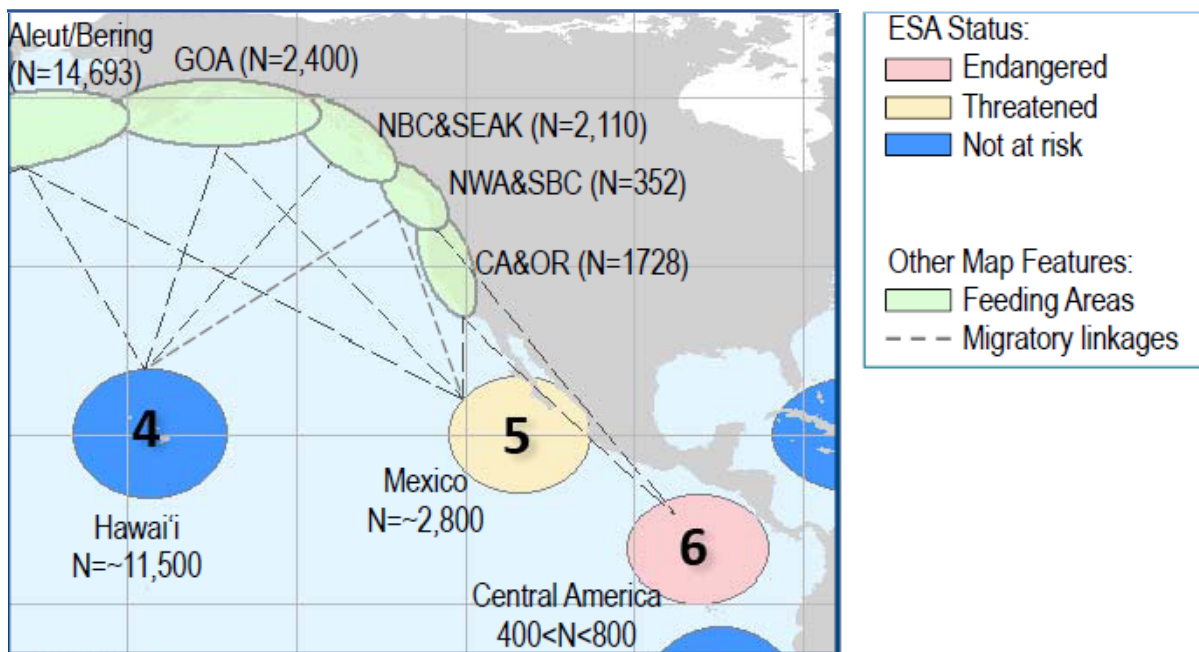 Aleut/Bering
(N=14,693)
GOA (N=2,400)
NBC&SEAK (N=2,110)
NWA&SBC (N=352)
CA&OR (N=1728)
4
5
6
Hawai‘i
N=~11,500
Mexico
N=~2,800
Central America
400<N<800
ESA Status:
Endangered
Threatened
Not at risk
Other Map Features:
Feeding Areas
Migratory linkages